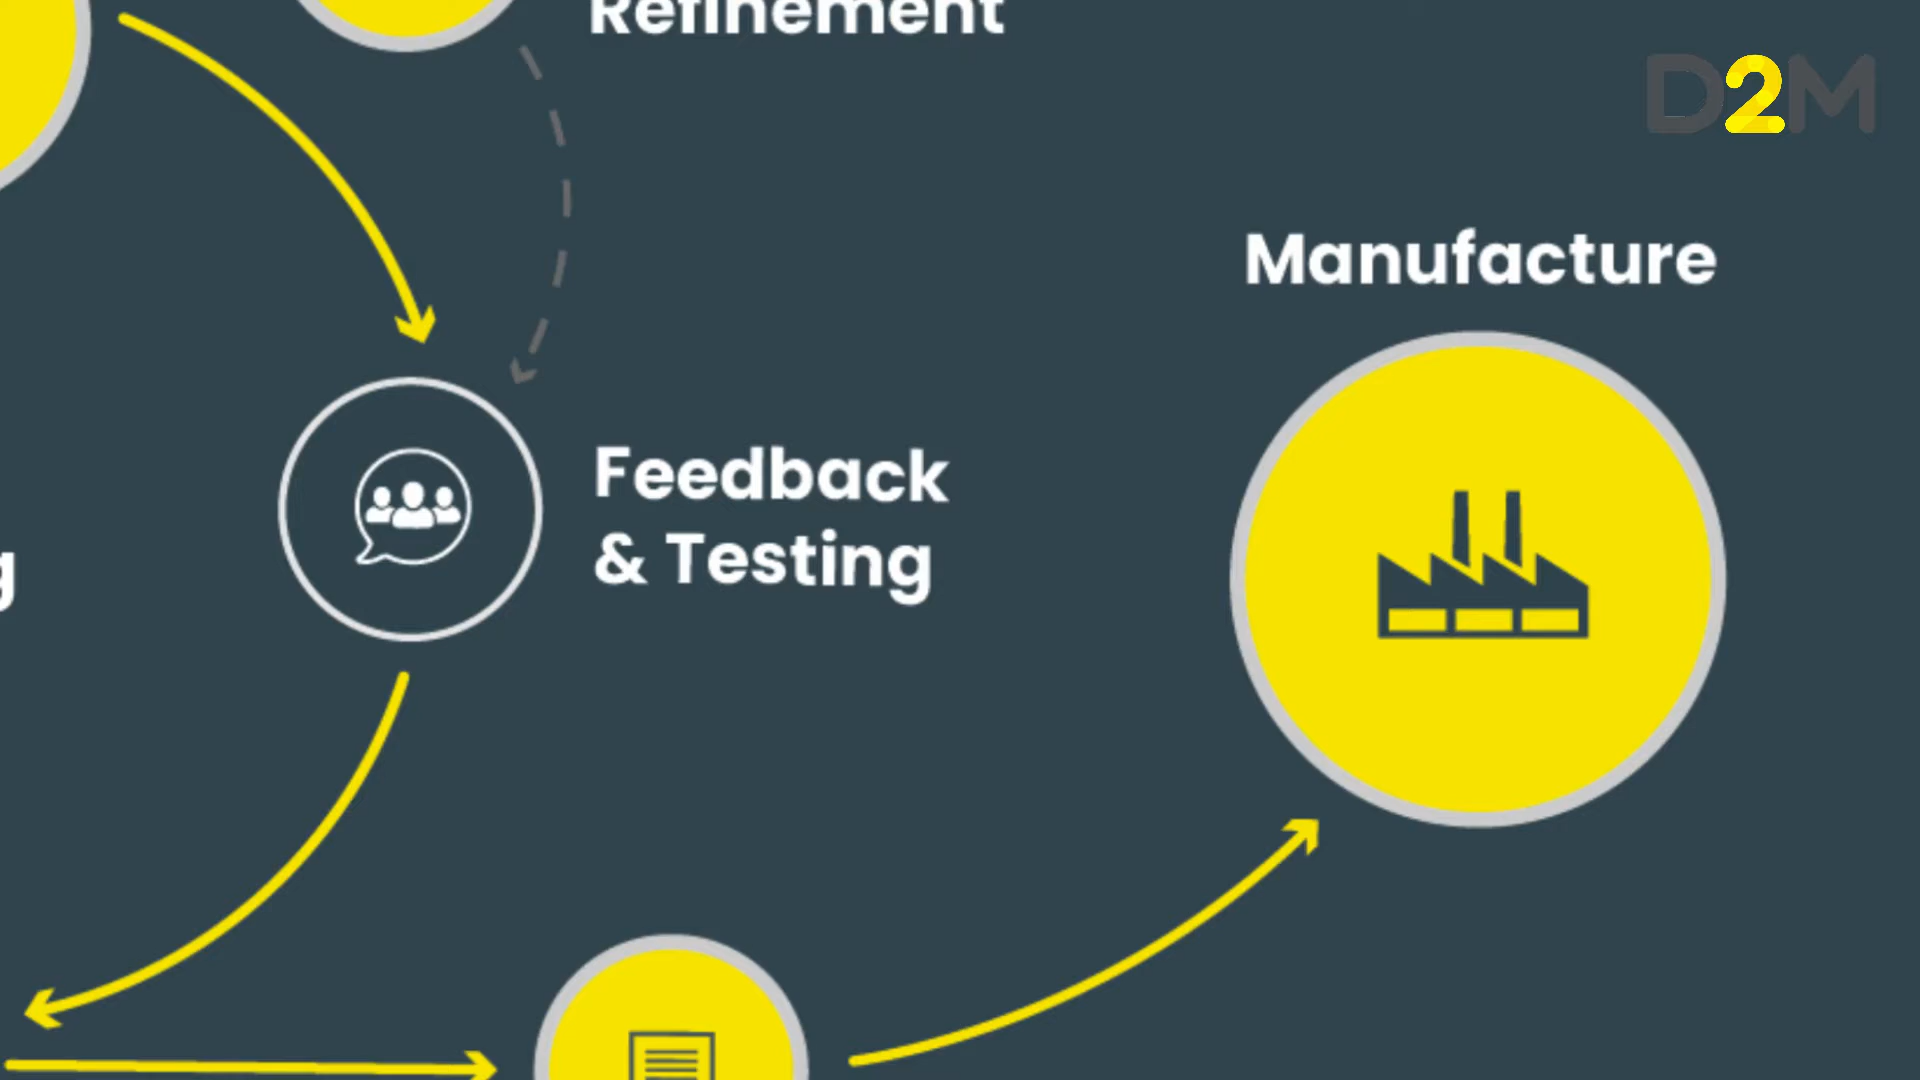 Refinement
D2M
Manufacture
Feedback
& Testing
g